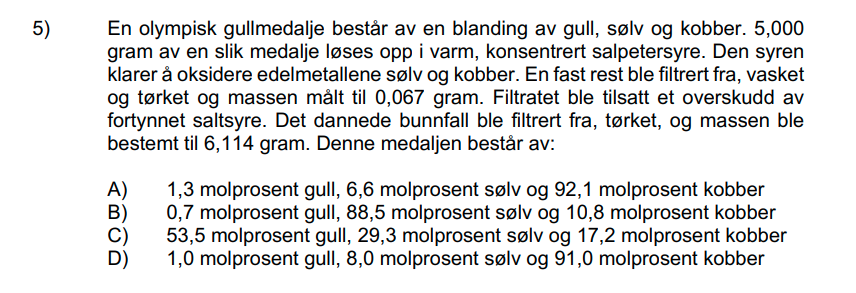 5) En olympisk gullmedalje består av en blanding av gull, sølv og kobber. 5,000
gram av en slik medalje løses opp i varm, konsentrert salpetersyre. Den syren
klarer å oksidere edelmetallene sølv og kobber. En fast rest ble filtrert fra, vasket
og tørket og massen målt til 0,067 gram. Filtratet ble tilsatt et overskudd av
fortynnet saltsyre. Det dannede bunnfall ble filtrert fra, tørket, og massen ble
bestemt til 6,114 gram. Denne medaljen består av:
A) 1,3 molprosent gull, 6,6 molprosent sølv og 92,1 molprosent kobber
B) 0,7 molprosent gull, 88,5 molprosent sølv og 10,8 molprosent kobber
C) 53,5 molprosent gull, 29,3 molprosent sølv og 17,2 molprosent kobber
D) 1,0 molprosent gull, 8,0 molprosent sølv og 91,0 molprosent kobber